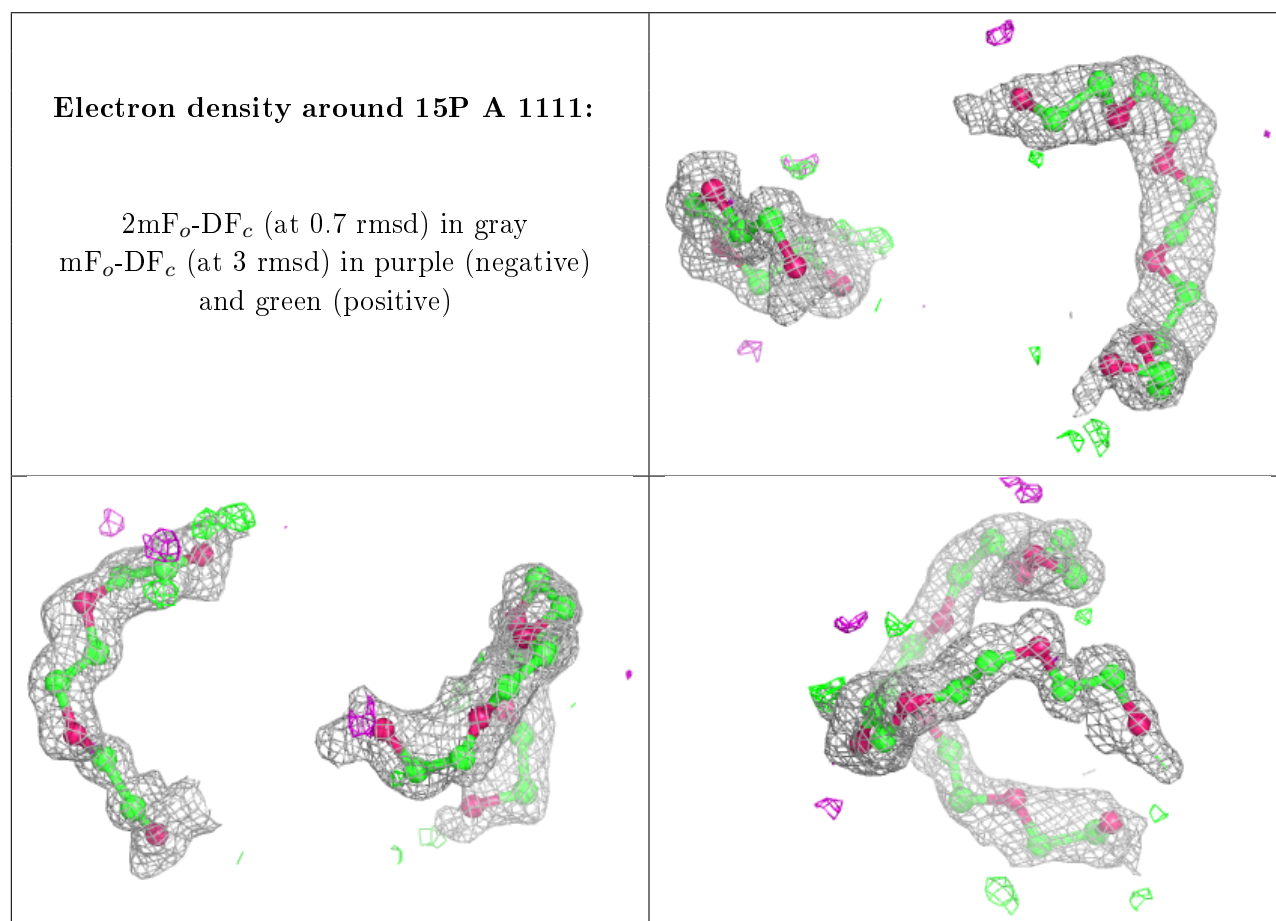 Electron density around 15P A 1111:
2mFₒ-DF𝑐 (at 0.7 rmsd) in gray
mFₒ-DF𝑐 (at 3 rmsd) in purple (negative)
and green (positive)